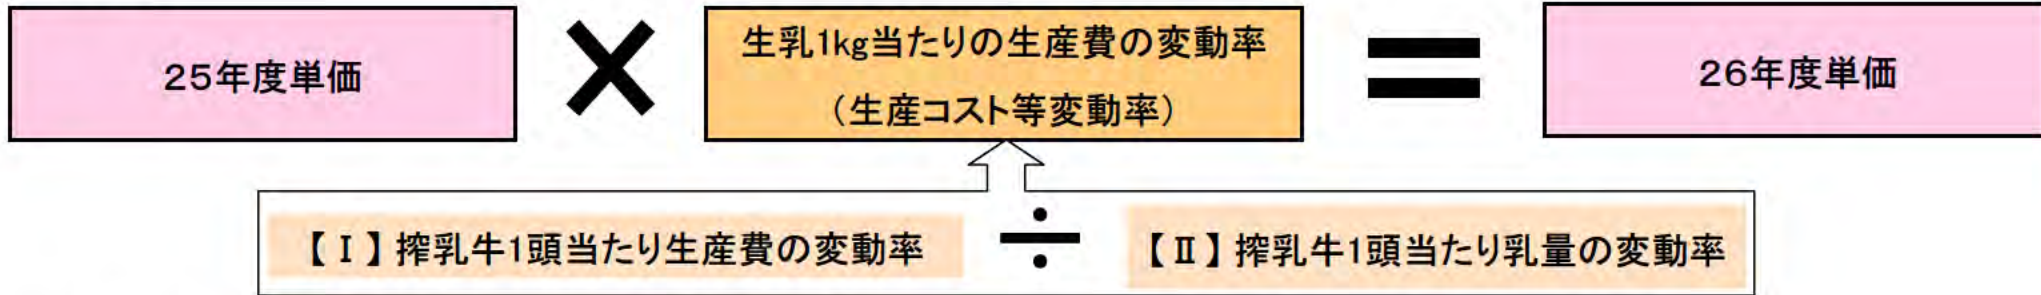 25年度単価
×
生乳1kg当たりの生産費の変動率
(生産コスト等変動率)
=
26年度単価
【Ⅰ】搾乳牛1頭当たり生産費の変動率
÷
【Ⅱ】搾乳牛1頭当たり乳量の変動率